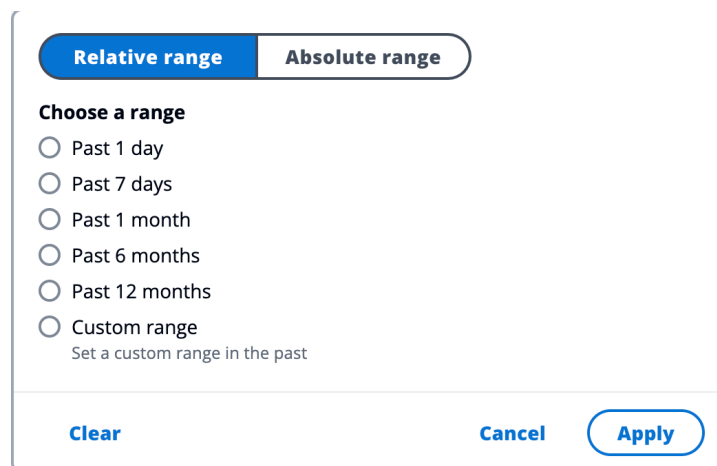 Relative range Absolute range
Choose a range
Past 1 day
Past 7 days
Past 1 month
Past 6 months
Past 12 months
Custom range
Set a custom range in the past
Clear Cancel Apply